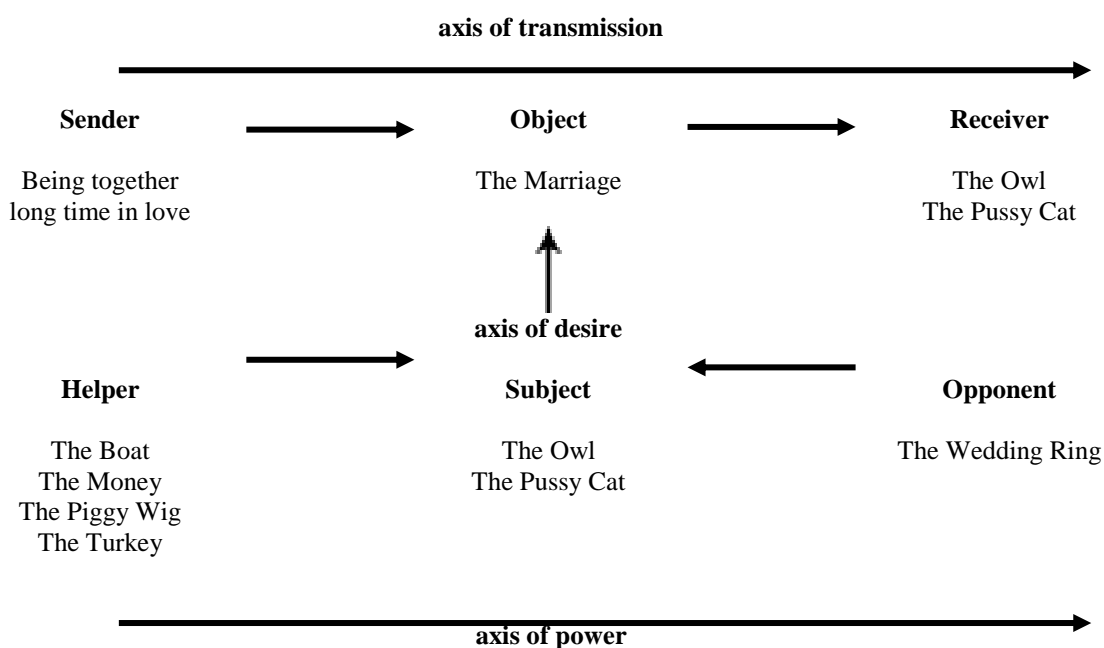 axis of transmission
Sender
Object
Receiver
Being together
long time in love
The Marriage
The Owl
The Pussy Cat
axis of desire
Helper
Subject
Opponent
The Boat
The Money
The Piggy Wig
The Turkey
The Owl
The Pussy Cat
The Wedding Ring
axis of power